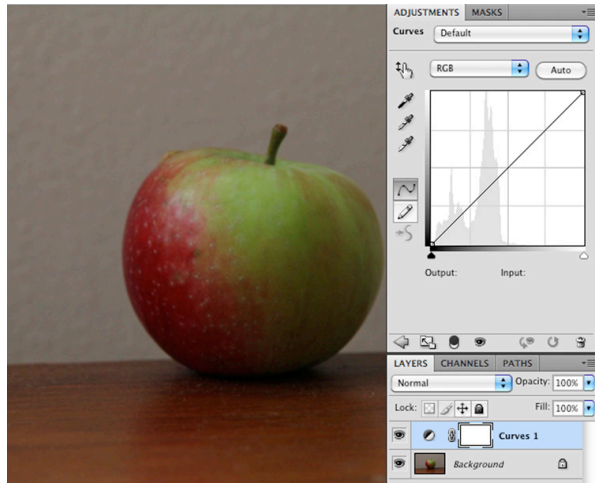 ADJUSTMENTS MASKS
Curves Default
RGB Auto
Output: Input:
LAYERS CHANNELS PATHS
Normal Opacity: 100%
Lock: Fill: 100%
Curves 1
Background